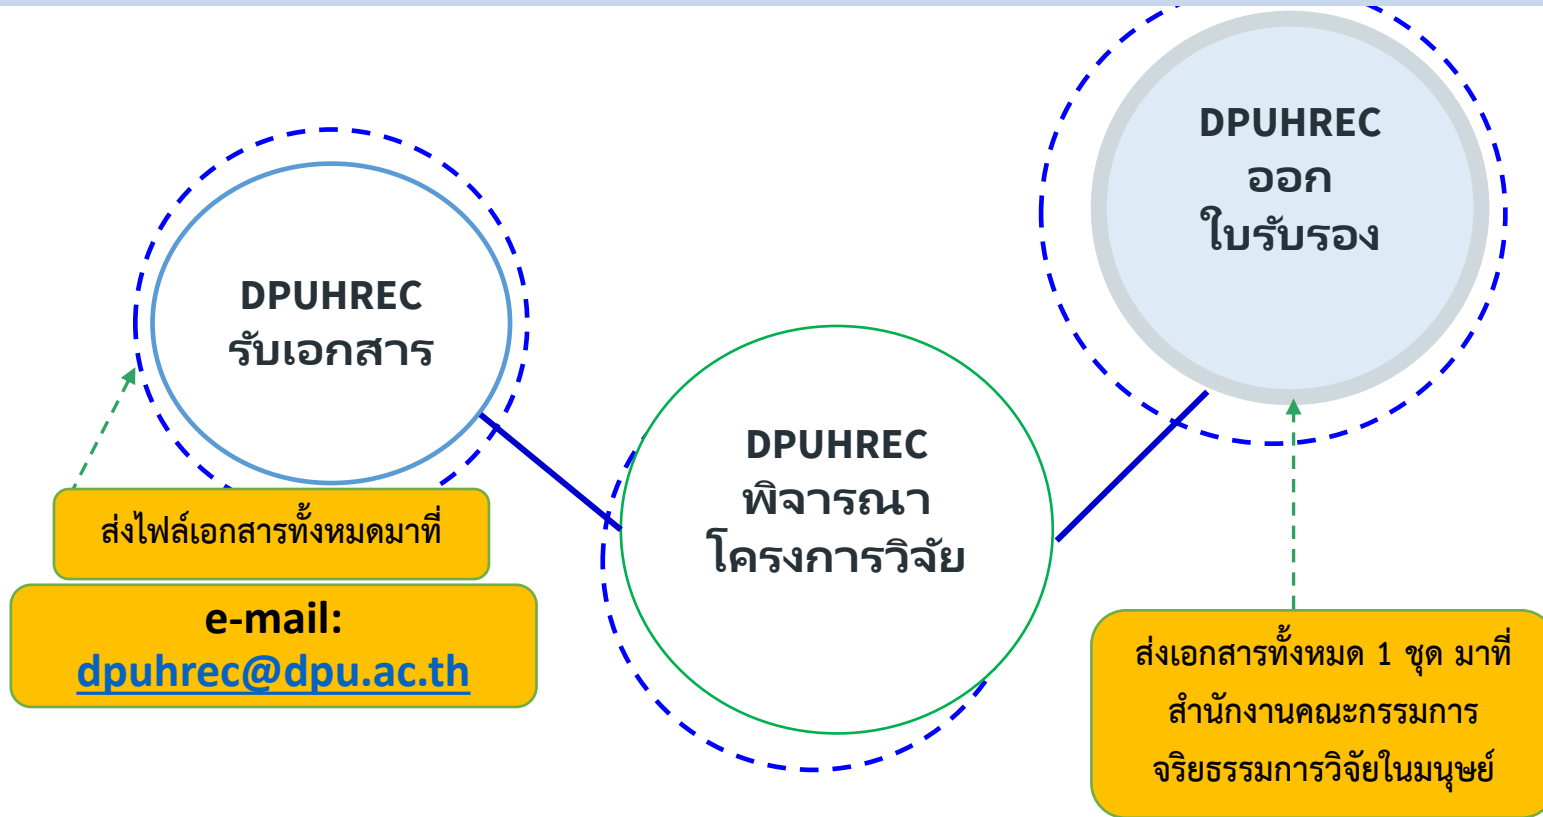 DPUHREC
รับเอกสาร
ส่งไฟล์เอกสารทั้งหมดมาที่
e-mail:
dpuhrec@dpu.ac.th
DPUHREC
พิจารณา
โครงการวิจัย
DPUHREC
ออก
ใบรับรอง
ส่งเอกสารทั้งหมด 1 ชุด มาที่
สำนักงานคณะกรรมการ
จริยธรรมการวิจัยในมนุษย์